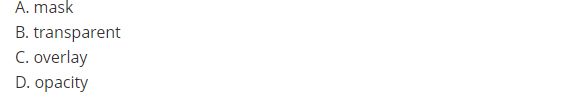 A. mask
B. transparent
C. overlay
D. opacity